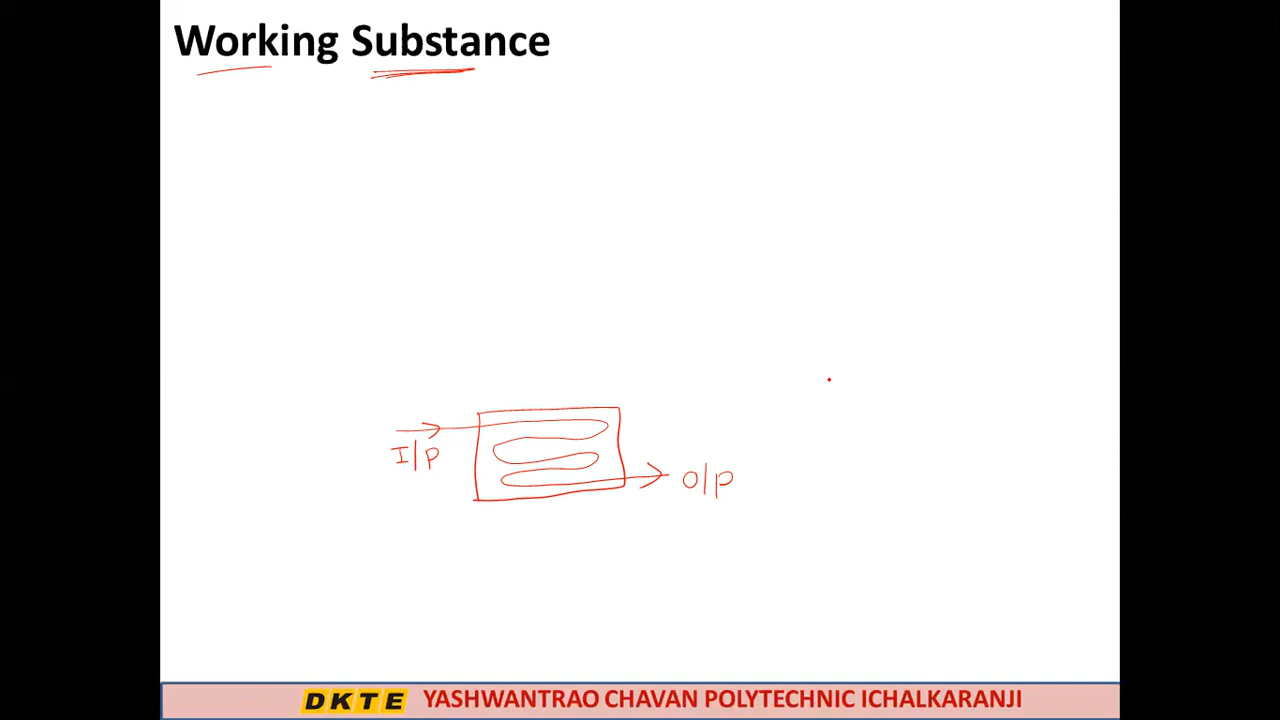 Working Substance
I/P
O/P
DKTE YASHWANTRAO CHAVAN POLYTECHNIC ICHALKARANJI